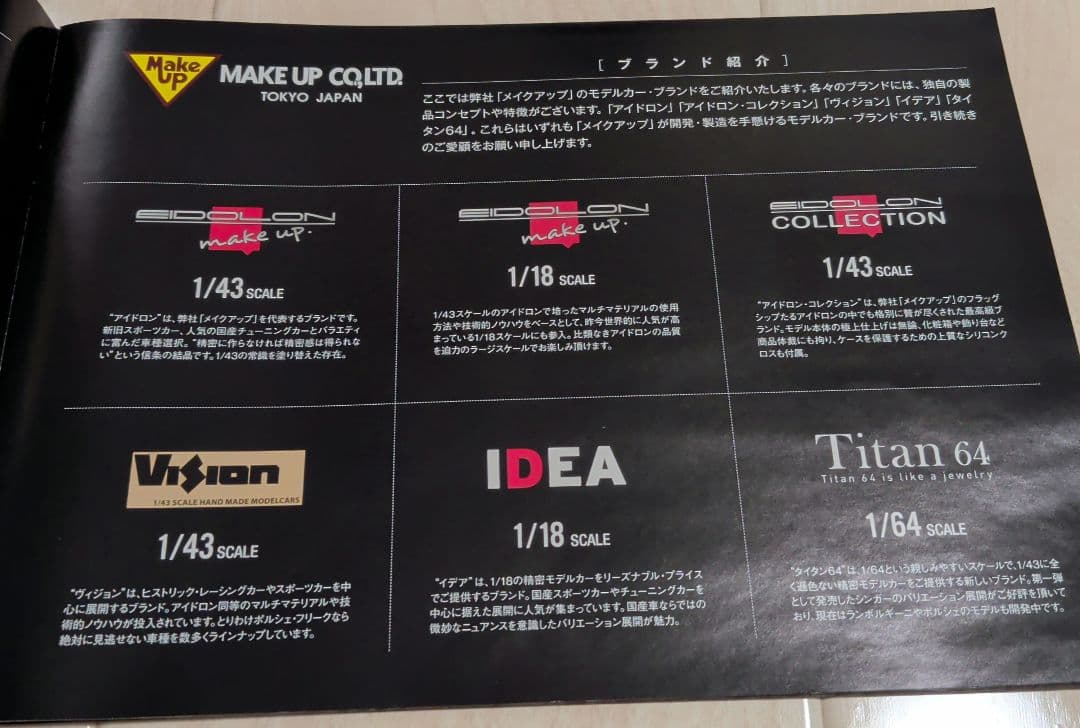 Make
UP
MAKE UP CO.,LTD.
TOKYO JAPAN
[ ブランド紹介 ]
ここでは弊社「メイクアップ」のモデルカー・ブランドをご紹介いたします。各々のブランドには、独自の製
品コンセプトや特徴がございます。「アイドロン」「アイドロン・コレクション」「ヴィジョン」「イデア」「タイ
タン64」。これらはいずれも「メイクアップ」が開発・製造を手懸けるモデルカー・ブランドです。引き続き
のご愛顧をお願い申し上げます。
EIDOLON
make up.
1/43 SCALE
“アイドロン”は、弊社「メイクアップ」を代表するブランドです。
新旧スポーツカー、人気の国産チューニングカーとバラエティ
に富んだ車種選択。“精密に作らなければ精密感は得られな
い”という信条の結晶です。1/43の常識を塗り替えた存在。
EIDOLON
make up.
1/18 SCALE
1/43スケールのアイドロンで培ったマルチマテリアルの使用
方法や技術的ノウハウをベースとして、昨今世界的に人気が高
まっている1/18スケールにも参入。比類なきアイドロンの品質
を迫力のラージスケールでお楽しみ頂けます。
EIDOLON
COLLECTION
1/43 SCALE
“アイドロン・コレクション”は、弊社「メイクアップ」のフラッグ
シップたるアイドロンの中でも格別に贅が尽くされた最高級ブ
ランド。モデル本体の極上仕上げは無論、化粧箱や飾り台など
商品体裁にも拘り、ケースを保護するための上質なシリコンク
ロスも付属。
Vision
1/43 SCALE HAND MADE MODELCARS
1/43 SCALE
“ヴィジョン”は、ヒストリック・レーシングカーやスポーツカーを中
心に展開するブランド。アイドロン同等のマルチマテリアルや技
術的ノウハウが投入されています。とりわけポルシェ・フリークなら
絶対に見逃せない車種を数多くラインナップしています。
IDEA
1/18 SCALE
“イデア”は、1/18の精密モデルカーをリーズナブル・プライス
でご提供するブランド。国産スポーツカーやチューニングカーを
中心に据えた展開に人気が集まっています。国産車ならではの
微妙なニュアンスを意識したバリエーション展開が魅力。
Titan 64
Titan 64 is like a jewelry
1/64 SCALE
“タイタン64”は、1/64という親しみやすいスケールで、1/43に全
く遜色ない精密モデルカーをご提供する新しいブランド。第一弾
として発売したシンガーのバリエーション展開がご好評を頂いて
おり、現在はランボルギーニやポルシェのモデルも開発中です。